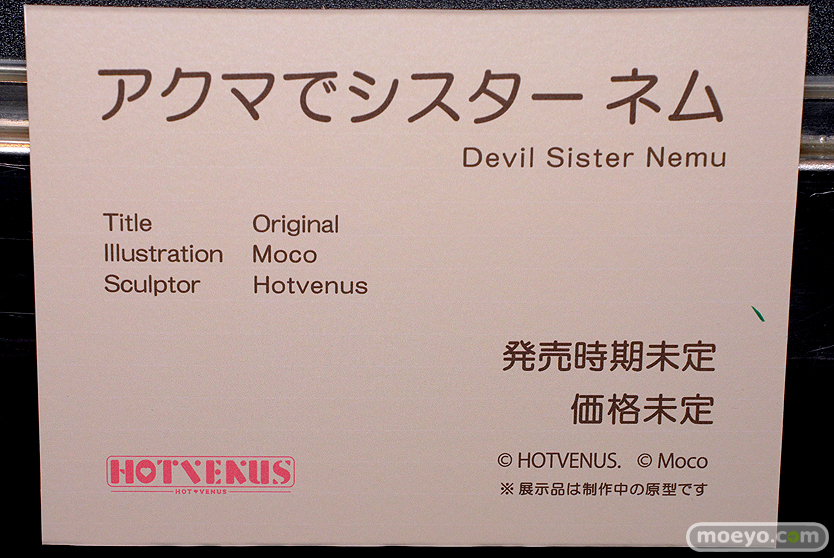 アクマでシスター ネム
Devil Sister Nemu
Title Original
Illustration Moco
Sculptor Hotvenus
発売時期未定
価格未定
HOTVENUS
HOT♥VENUS
© HOTVENUS. © Moco
※展示品は制作中の原型です
moeyo.com